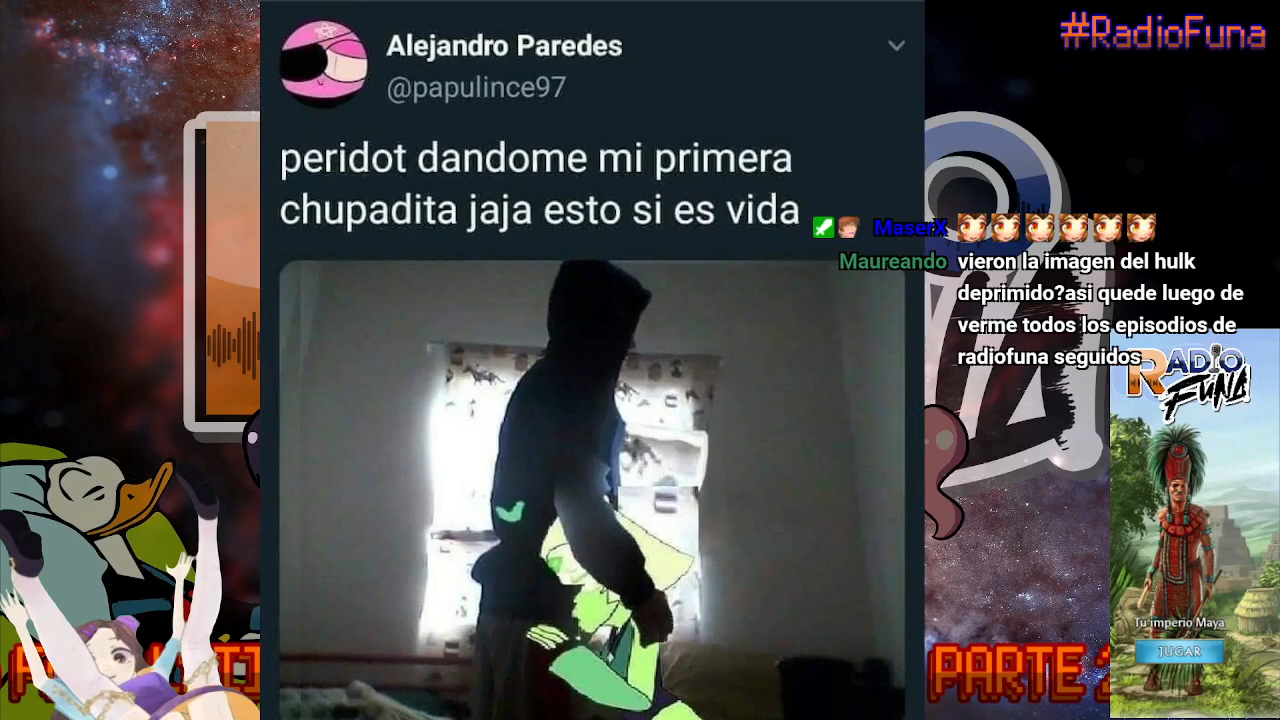 #RadioFuna
Alejandro Paredes
@papulince97
peridot dandome mi primera
chupadita jaja esto si es vida
MaserX
Maureando vieron la imagen del hulk
deprimido?asi quede luego de
verme todos los episodios de
radiofuna seguidos
RADIO
FUNA
Tu imperio Maya
JUGAR
PARTE